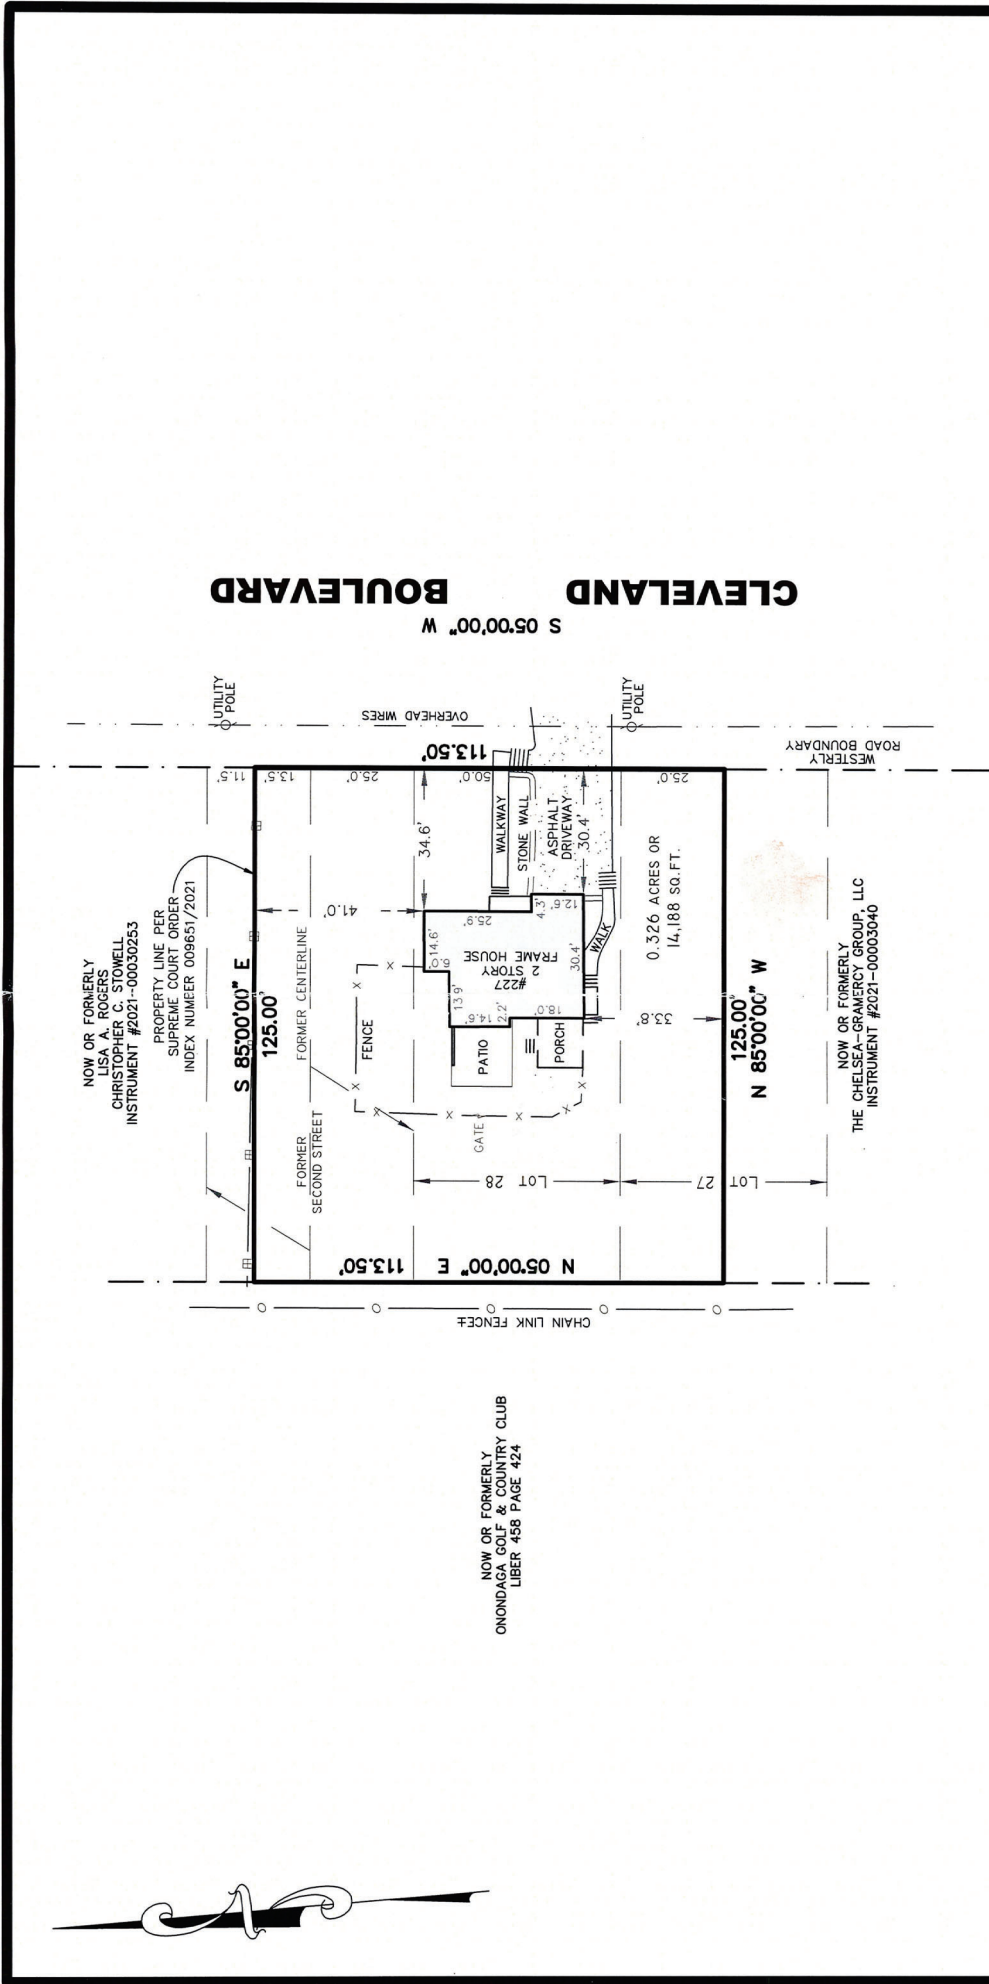 NOW OR FORMERLY
LISA A. ROGERS
CHRISTOPHER C. STOWELL
INSTRUMENT #2021-00030253
PROPERTY LINE PER
SUPREME COURT ORDER
INDEX NUMBER 009651/2021
S 85°00'00" E
125.00'
FORMER CENTERLINE
FORMER
SECOND STREET
11.5'
13.5'
25.0'
50.0'
25.0'
113.50'
UTILITY
POLE
OVERHEAD WIRES
UTILITY
POLE
WESTERLY
ROAD BOUNDARY
S 05°00'00" W
CLEVELAND BOULEVARD
41.0'
34.6'
FENCE
WALKWAY
STONE WALL
ASPHALT
DRIVEWAY
30.4'
14.6'
6.0'
13.9'
14.6'
2.2'
18.0'
25.9'
4.3'
12.6'
30.4'
#227
2 STORY
FRAME HOUSE
WALK
PATIO
PORCH
GATE
33.8'
0.326 ACRES OR
14,188 SQ.FT.
LOT 28
LOT 27
N 05°00'00" E 113.50'
125.00'
N 85°00'00" W
NOW OR FORMERLY
THE CHELSEA-GRAMERCY GROUP, LLC
INSTRUMENT #2021-00003040
CHAIN LINK FENCE±
NOW OR FORMERLY
ONONDAGA GOLF & COUNTRY CLUB
LIBER 458 PAGE 424
N